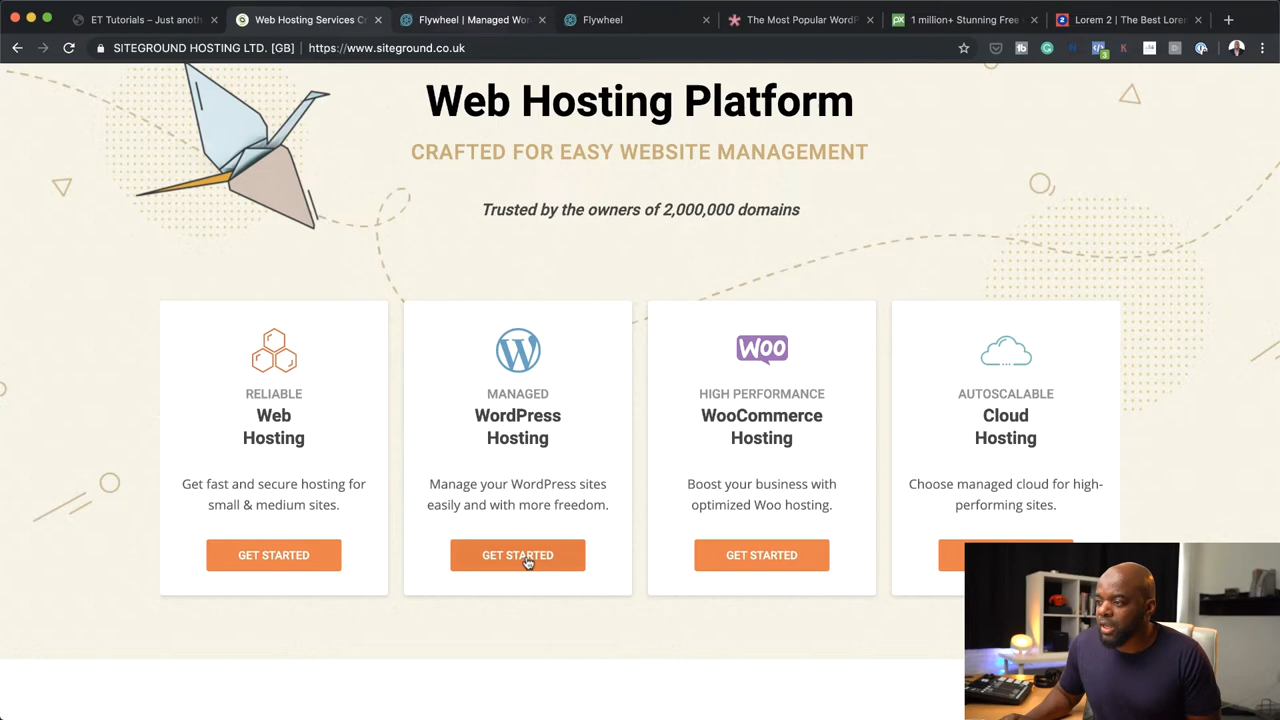 ET Tutorials – Just anoth
Web Hosting Services Cr
Flywheel | Managed Wor
Flywheel
The Most Popular WordP
1 million+ Stunning Free
Lorem 2 | The Best Lorem
SITEGROUND HOSTING LTD. [GB]
https://www.siteground.co.uk
Web Hosting Platform
CRAFTED FOR EASY WEBSITE MANAGEMENT
Trusted by the owners of 2,000,000 domains
WOO
RELIABLE
Web
Hosting
Get fast and secure hosting for
small & medium sites.
GET STARTED
MANAGED
WordPress
Hosting
Manage your WordPress sites
easily and with more freedom.
GET STARTED
HIGH PERFORMANCE
WooCommerce
Hosting
Boost your business with
optimized Woo hosting.
GET STARTED
AUTOSCALABLE
Cloud
Hosting
Choose managed cloud for high-
performing sites.